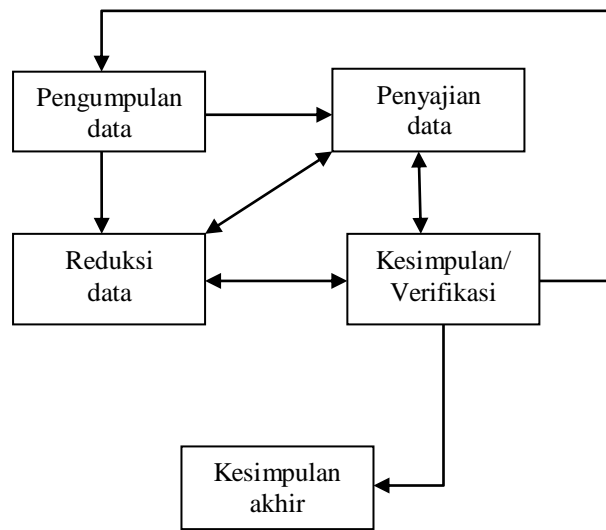 Pengumpulan
data
Penyajian
data
Reduksi
data
Kesimpulan/
Verifikasi
Kesimpulan
akhir